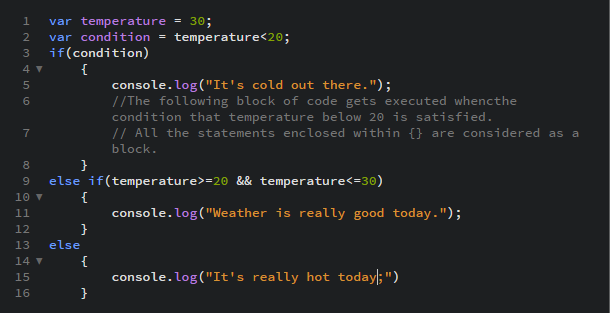 1 var temperature = 30;
2 var condition = temperature<20;
3 if(condition)
4 ▼ {
5 console.log("It's cold out there.");
6 //The following block of code gets executed whencthe
condition that temperature below 20 is satisfied.
7 // All the statements enclosed within {} are considered as a
block.
8 }
9 else if(temperature>=20 && temperature<=30)
10 ▼ {
11 console.log("Weather is really good today.");
12 }
13 else
14 ▼ {
15 console.log("It's really hot today;")
16 }